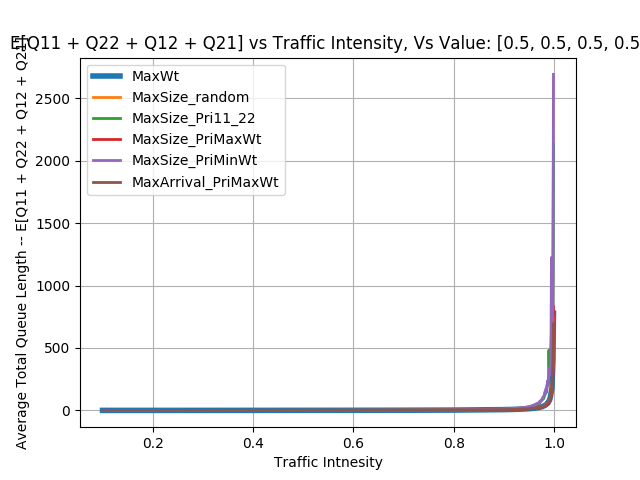 E[Q11 + Q22 + Q12 + Q21] vs Traffic Intensity, Vs Value: [0.5, 0.5, 0.5, 0.5
Average Total Queue Length -- E[Q11 + Q22 + Q12 + Q21]
MaxWt
MaxSize_random
MaxSize_Pri11_22
MaxSize_PriMaxWt
MaxSize_PriMinWt
MaxArrival_PriMaxWt
2500
2000
1500
1000
500
0
0.2 0.4 0.6 0.8 1.0
Traffic Intnesity